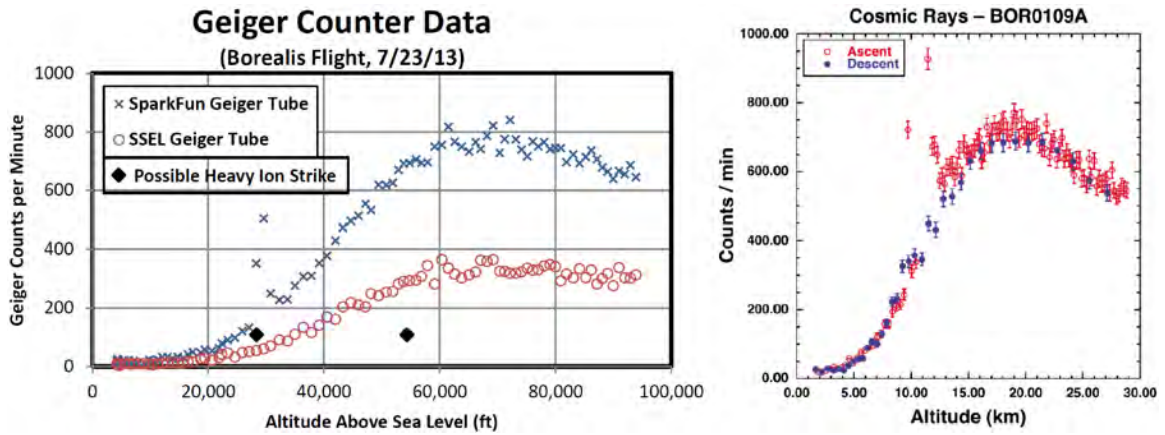 Geiger Counter Data
(Borealis Flight, 7/23/13)
1000
800
600
400
200
0
Geiger Counts per Minute
SparkFun Geiger Tube
SSEL Geiger Tube
Possible Heavy Ion Strike
0
20,000
40,000
60,000
80,000
100,000
Altitude Above Sea Level (ft)
Cosmic Rays – BOR0109A
1000.00
800.00
600.00
400.00
200.00
0.00
Counts / min
Ascent
Descent
0.00
5.00
10.00
15.00
20.00
25.00
30.00
Altitude (km)